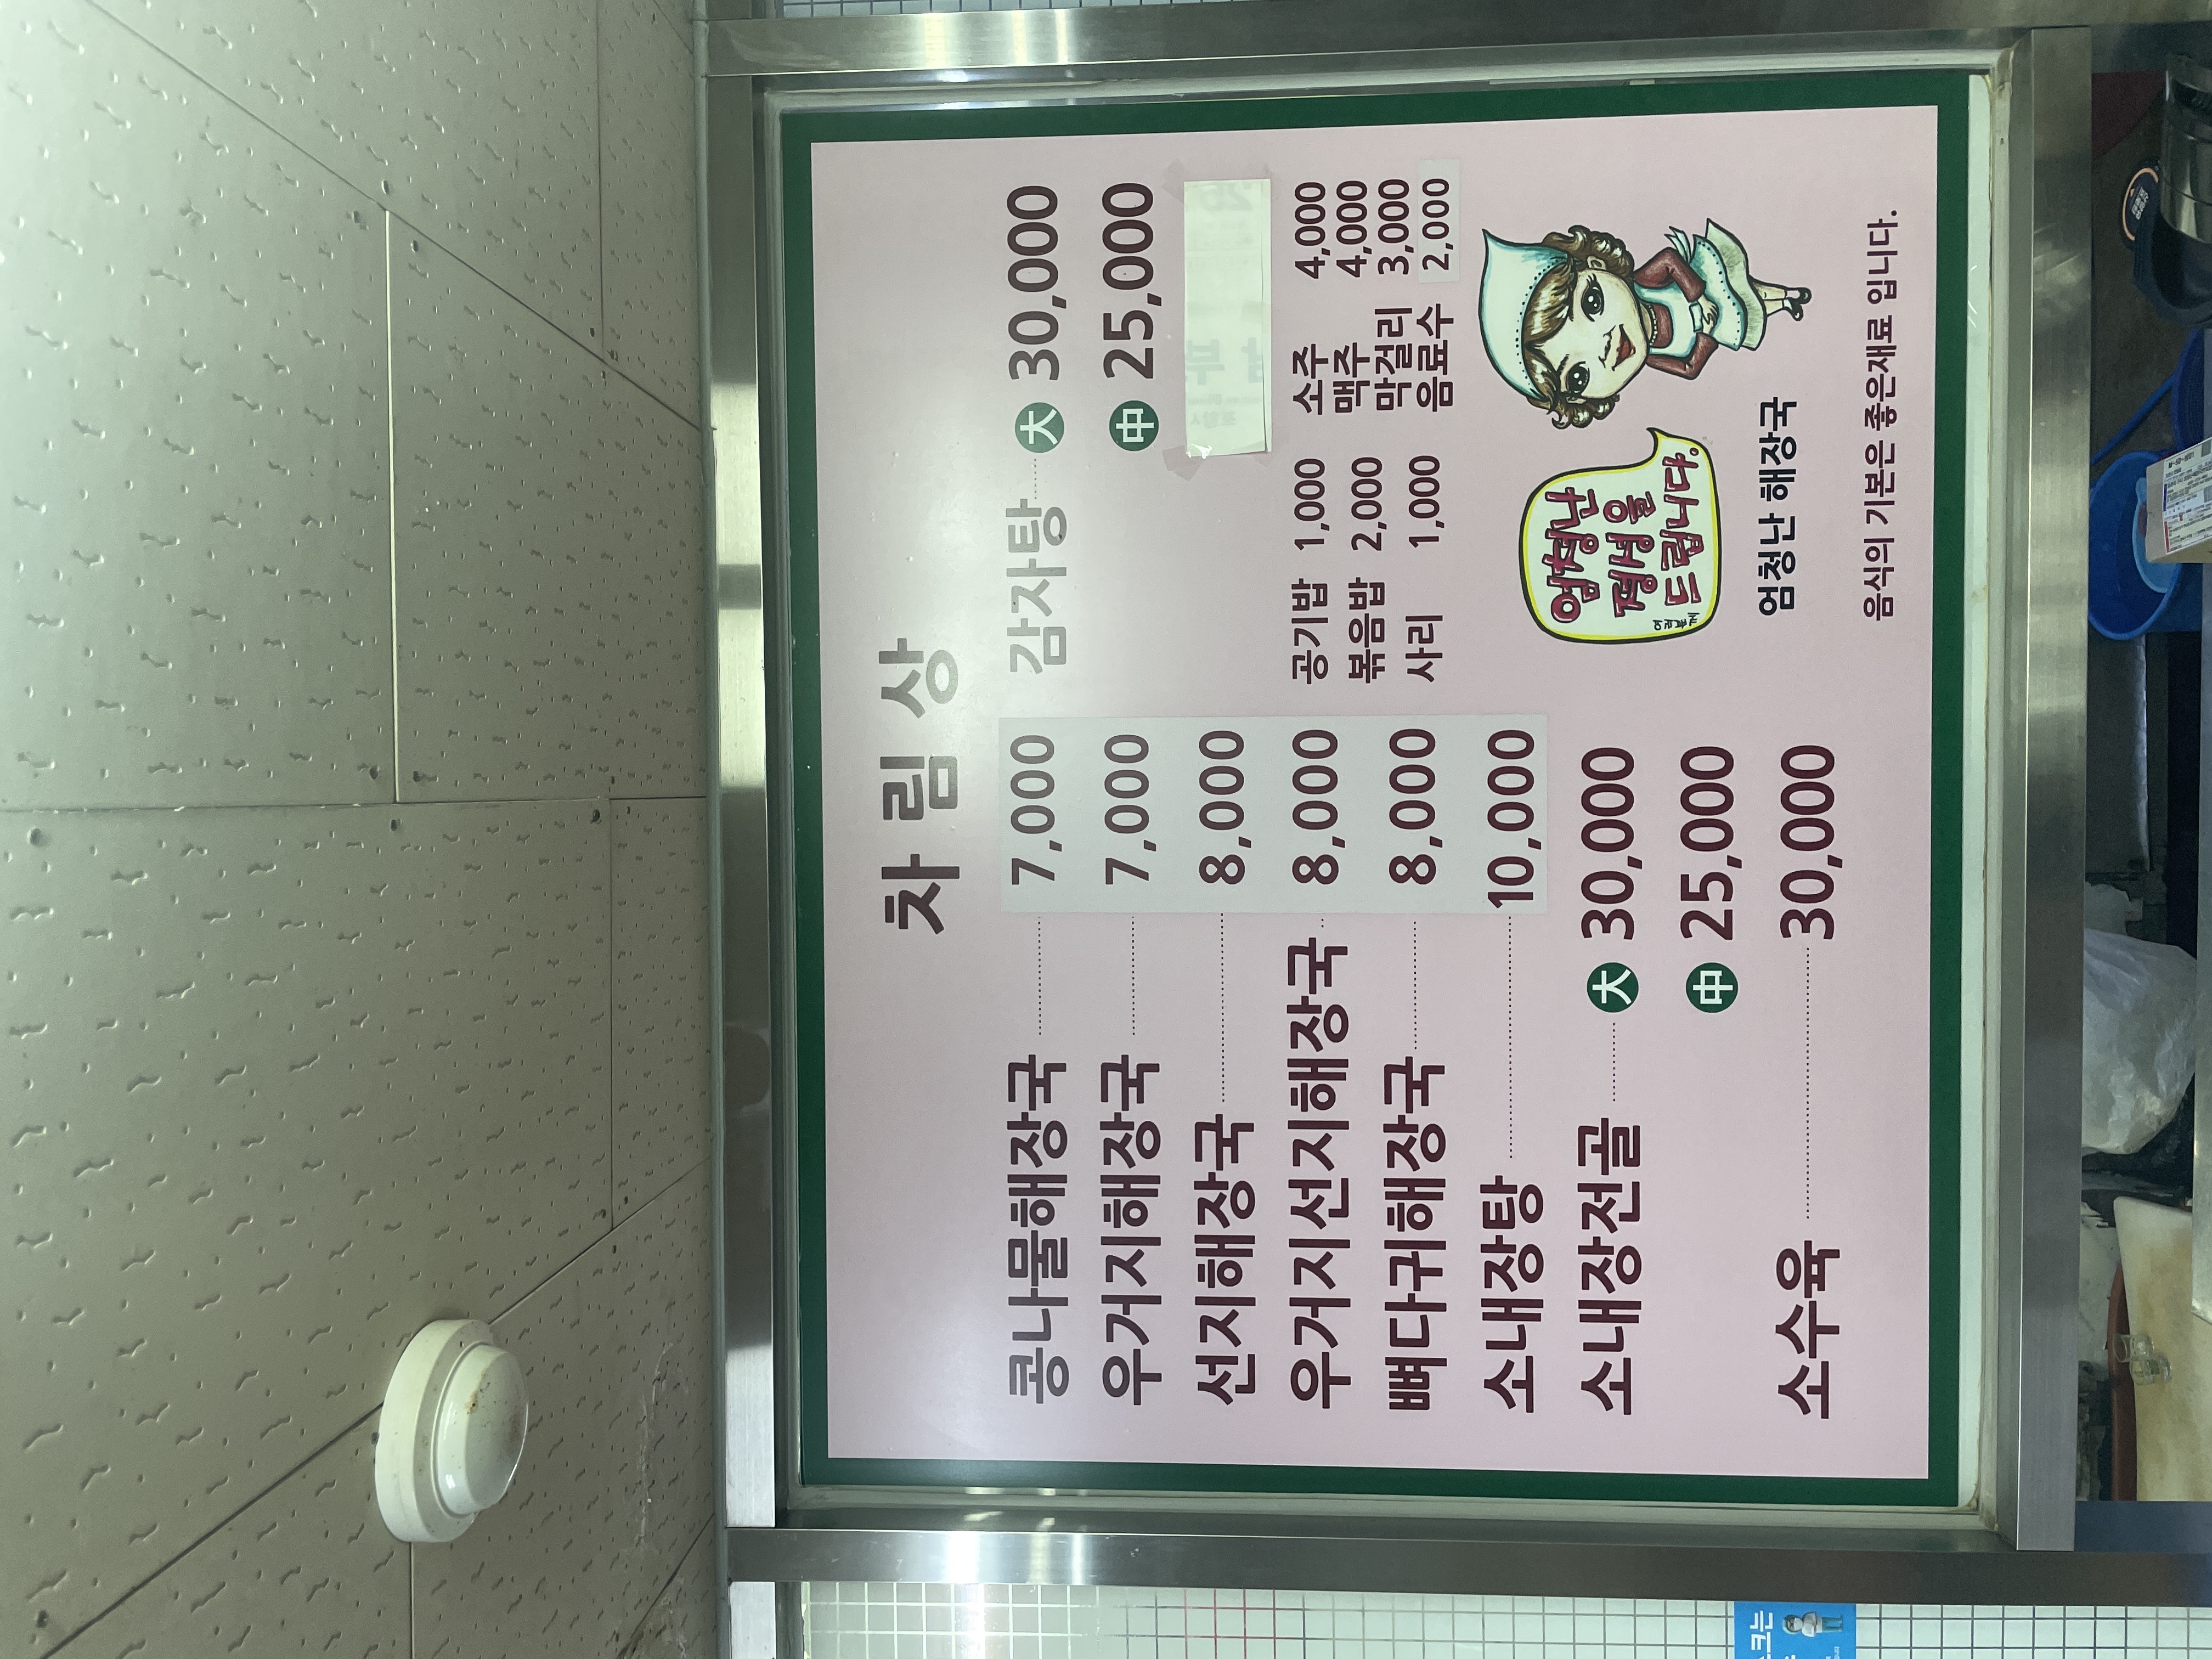 차림상
콩나물해장국 7,000
우거지해장국 7,000
선지해장국 8,000
우거지선지해장국 8,000
뼈다귀해장국 8,000
소내장탕 10,000
소내장전골 大 30,000
中 25,000
소수육 30,000
감자탕 大 30,000
中 25,000
공기밥 1,000
볶음밥 2,000
사리 1,000
소주 4,000
맥주 4,000
막걸리 3,000
음료수 2,000
엄청난
정성을
여러분께 드립니다.
엄청난 해장국
음식의 기본은 좋은재료 입니다.